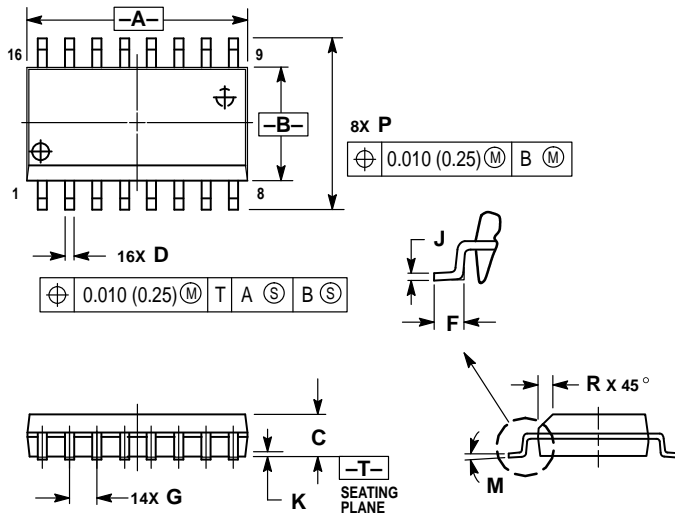 –A–
16
9
–B–
8X P
⌖ 0.010 (0.25) Ⓜ B Ⓜ
1
8
16X D
⌖ 0.010 (0.25) Ⓜ T A Ⓢ B Ⓢ
J
F
R X 45°
C
–T–
SEATING
PLANE
14X G
K
M